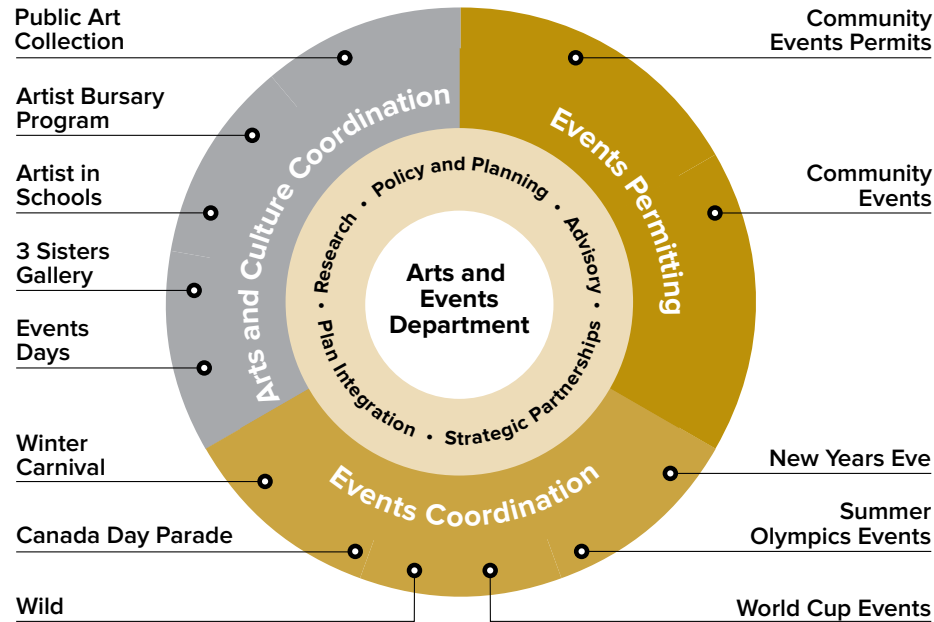 Public Art
Collection
Artist Bursary
Program
Artist in
Schools
3 Sisters
Gallery
Events
Days
Winter
Carnival
Canada Day Parade
Wild
Community
Events Permits
Community
Events
New Years Eve
Summer
Olympics Events
World Cup Events
Arts and Culture Coordination
Events Permitting
Events Coordination
• Research • Policy and Planning • Advisory •
Plan Integration • Strategic Partnerships
Arts and
Events
Department